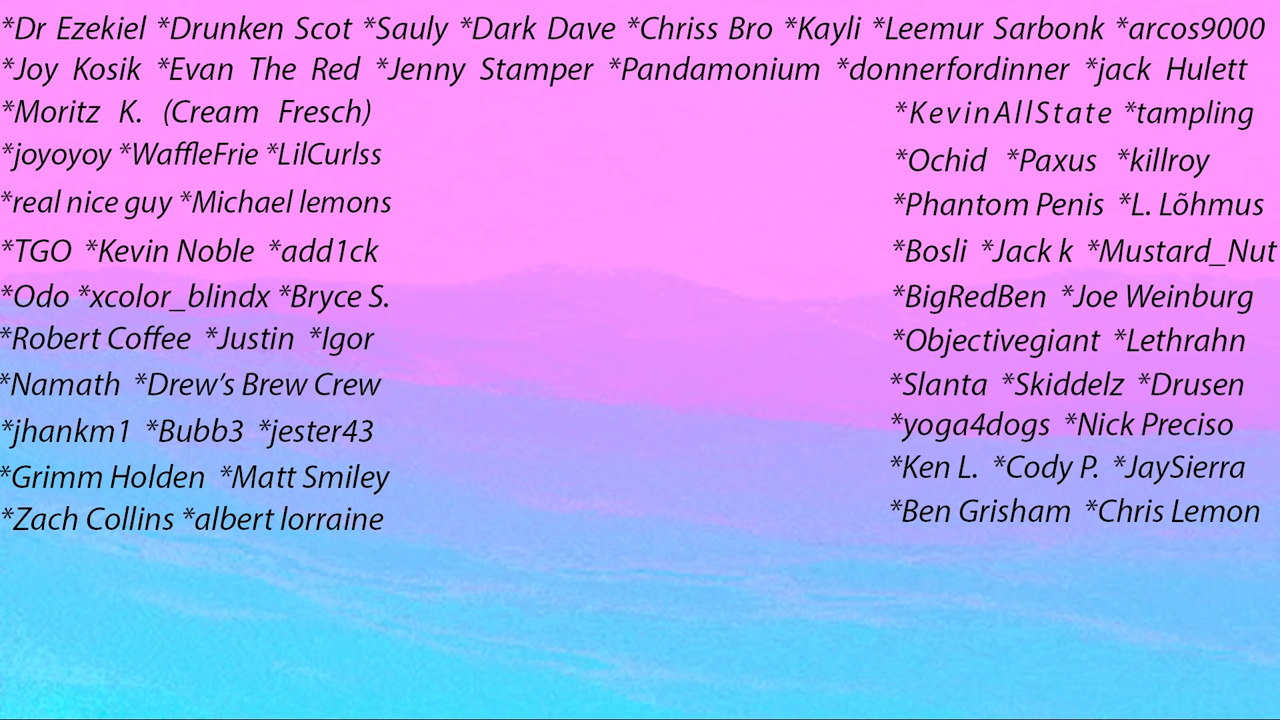 *Dr Ezekiel *Drunken Scot *Sauly *Dark Dave *Chriss Bro *Kayli *Leemur Sarbonk *arcos9000
*Joy Kosik *Evan The Red *Jenny Stamper *Pandamonium *donnerfordinner *jack Hulett
*Moritz K. (Cream Fresch)
*joyoyoy *WaffleFrie *LilCurlss
*real nice guy *Michael lemons
*TGO *Kevin Noble *add1ck
*Odo *xcolor_blindx *Bryce S.
*Robert Coffee *Justin *Igor
*Namath *Drew’s Brew Crew
*jhankm1 *Bubb3 *jester43
*Grimm Holden *Matt Smiley
*Zach Collins *albert lorraine
*KevinAllState *tampling
*Ochid *Paxus *killroy
*Phantom Penis *L. Lõhmus
*Bosli *Jack k *Mustard_Nut
*BigRedBen *Joe Weinburg
*Objectivegiant *Lethrahn
*Slanta *Skiddelz *Drusen
*yoga4dogs *Nick Preciso
*Ken L. *Cody P. *JaySierra
*Ben Grisham *Chris Lemon